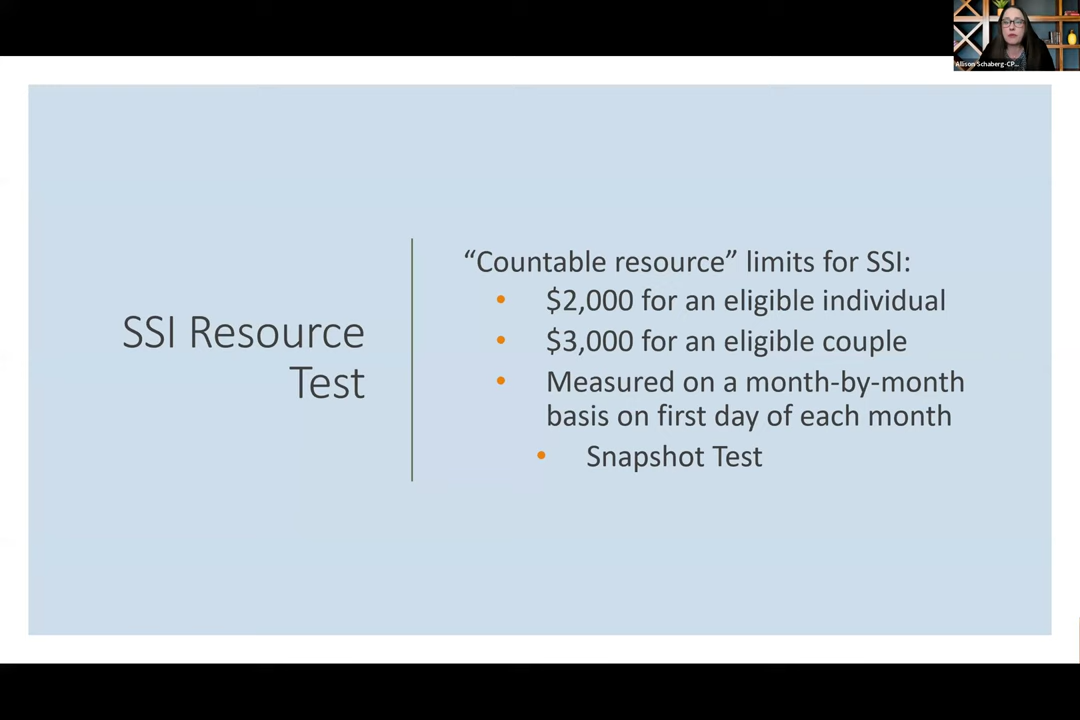 Allison Schaberg-CP...
SSI Resource
Test
“Countable resource” limits for SSI:
• $2,000 for an eligible individual
• $3,000 for an eligible couple
• Measured on a month-by-month
basis on first day of each month
• Snapshot Test